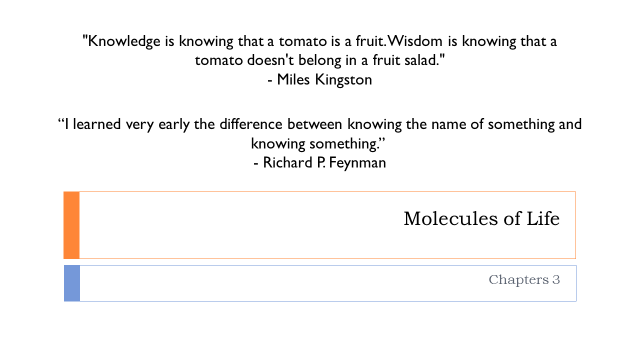 "Knowledge is knowing that a tomato is a fruit. Wisdom is knowing that a
tomato doesn't belong in a fruit salad."
- Miles Kingston
“I learned very early the difference between knowing the name of something and
knowing something.”
- Richard P. Feynman
Molecules of Life
Chapters 3